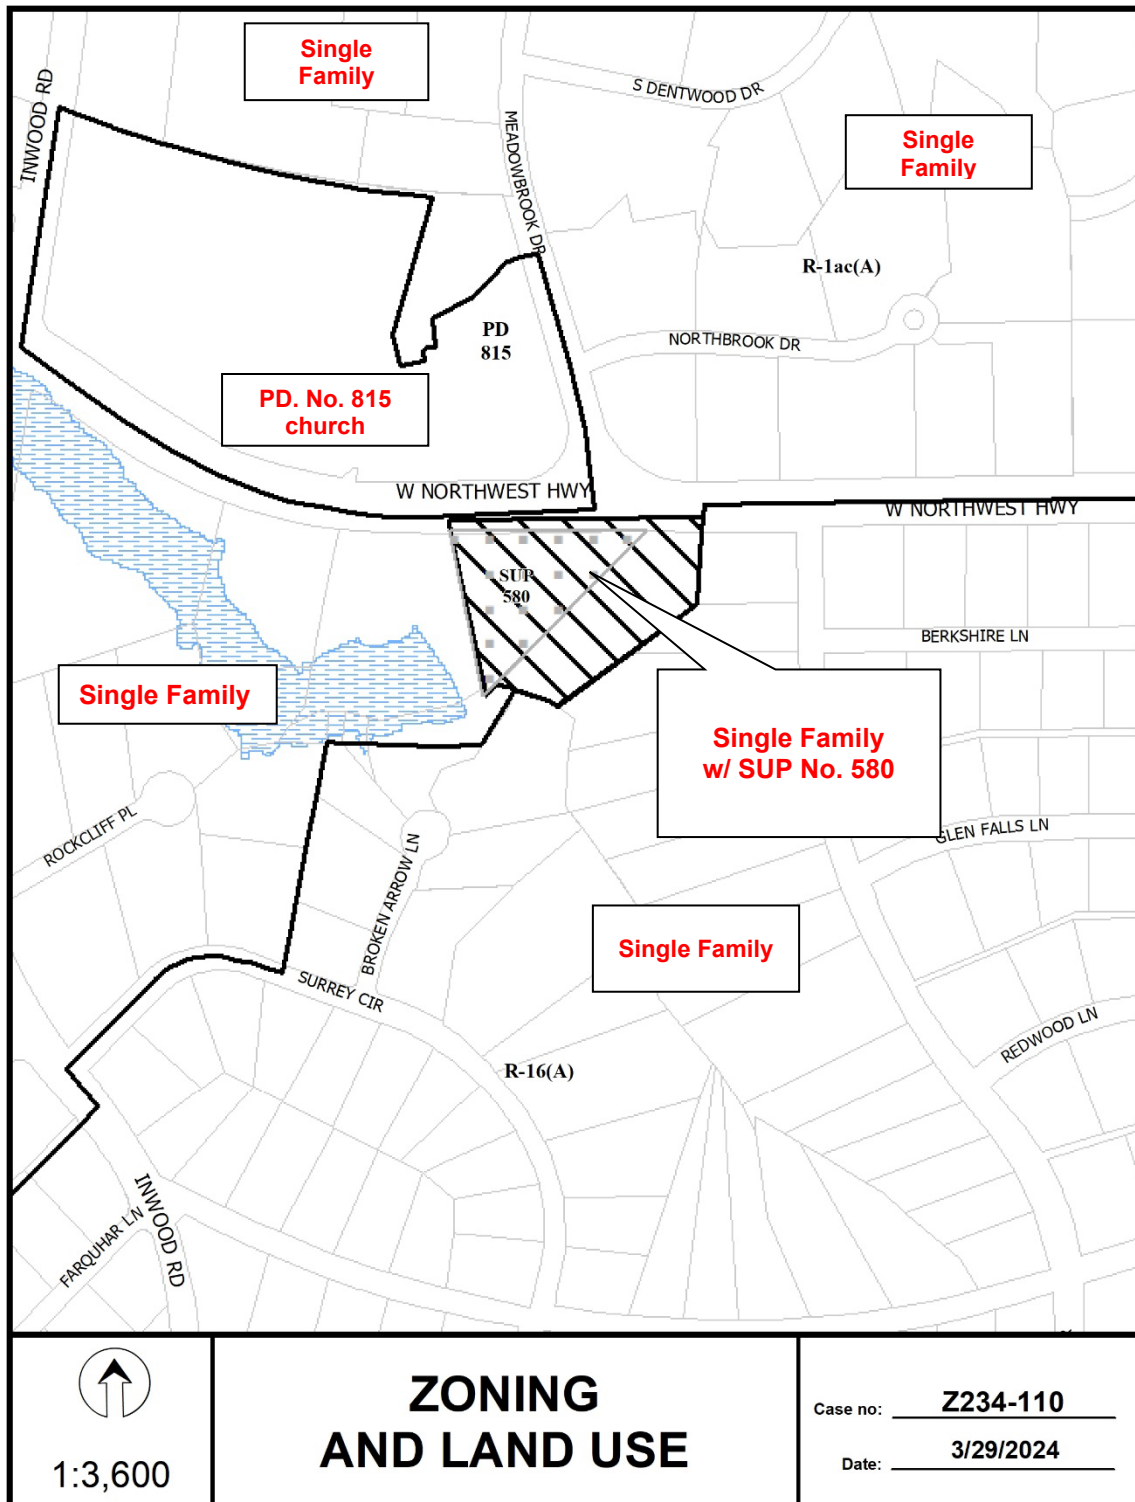 Single
Family
S DENTWOOD DR
INWOOD RD
MEADOWBROOK DR
Single
Family
R-1ac(A)
PD
815
NORTHBROOK DR
PD. No. 815
church
W NORTHWEST HWY
W NORTHWEST HWY
SUP
580
BERKSHIRE LN
Single Family
Single Family
w/ SUP No. 580
ROCKCLIFF PL
GLEN FALLS LN
BROKEN ARROW LN
Single Family
SURREY CIR
REDWOOD LN
R-16(A)
INWOOD RD
FARQUHAR LN
1:3,600
ZONING
AND LAND USE
Case no: Z234-110
Date: 3/29/2024